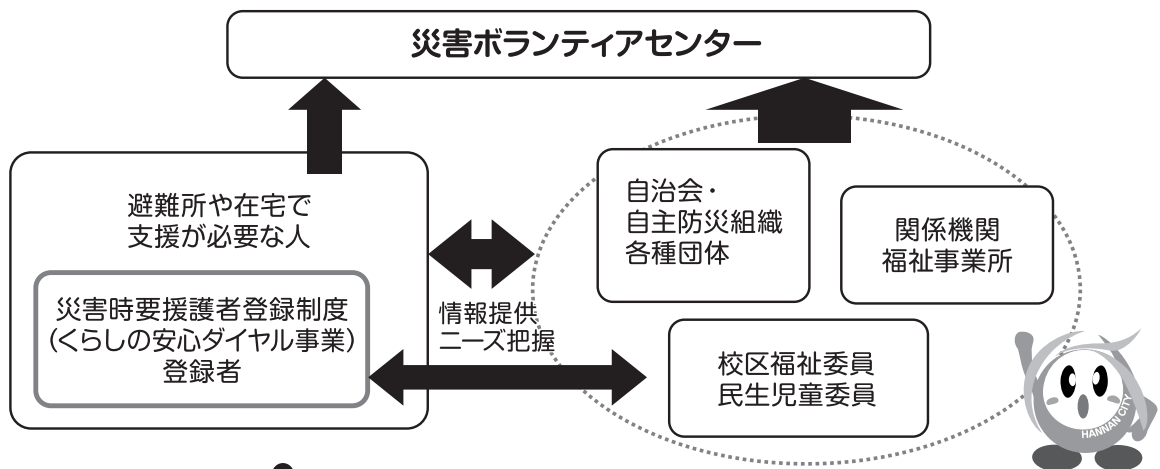 災害ボランティアセンター
避難所や在宅で
支援が必要な人
災害時要援護者登録制度
(くらしの安心ダイヤル事業)
登録者
情報提供
ニーズ把握
自治会・
自主防災組織
各種団体
関係機関
福祉事業所
校区福祉委員
民生児童委員
HANNAN CITY